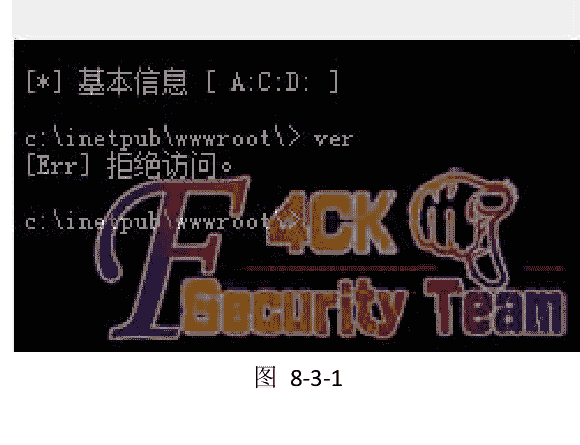 [*] 基本信息 [ A:C:D: ]
c:\inetpub\wwwroot\> ver
[Err] 拒绝访问。
c:\inetpub\wwwroot\>
F4CK
Security Team
图 8-3-1